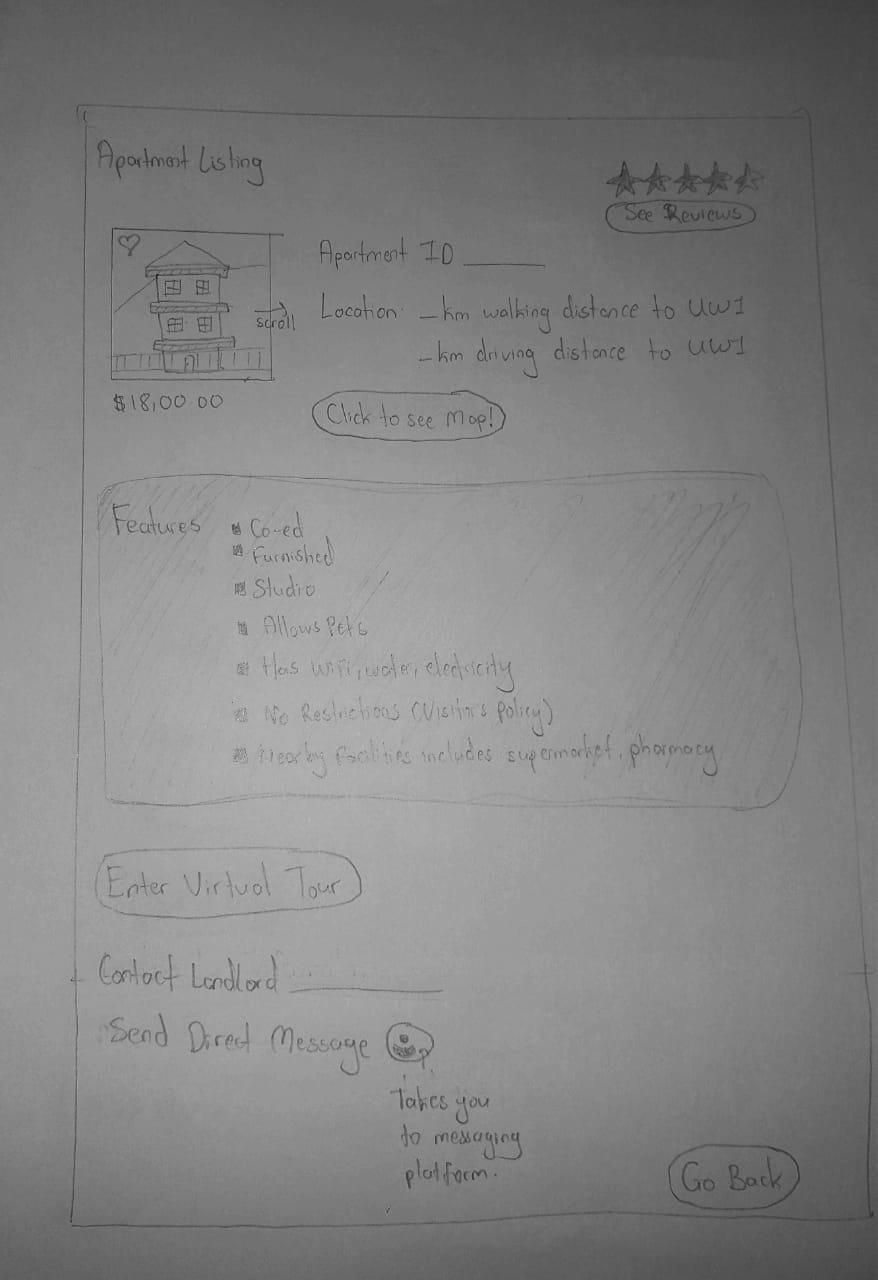 Apartment Listing
See Reviews
Apartment ID ______
Location: _km walking distance to UWI
_km driving distance to UWI
scroll
$18,00.00
Click to see Map!
Features
Co-ed
Furnished
Studio
Allows Pets
Has wifi, water, electricity
No Restrictions (Visitors Policy)
Nearby facilities includes supermarket, pharmacy
Enter Virtual Tour
Contact Landlord ______
Send Direct Message
Takes you
to messaging
platform.
Go Back